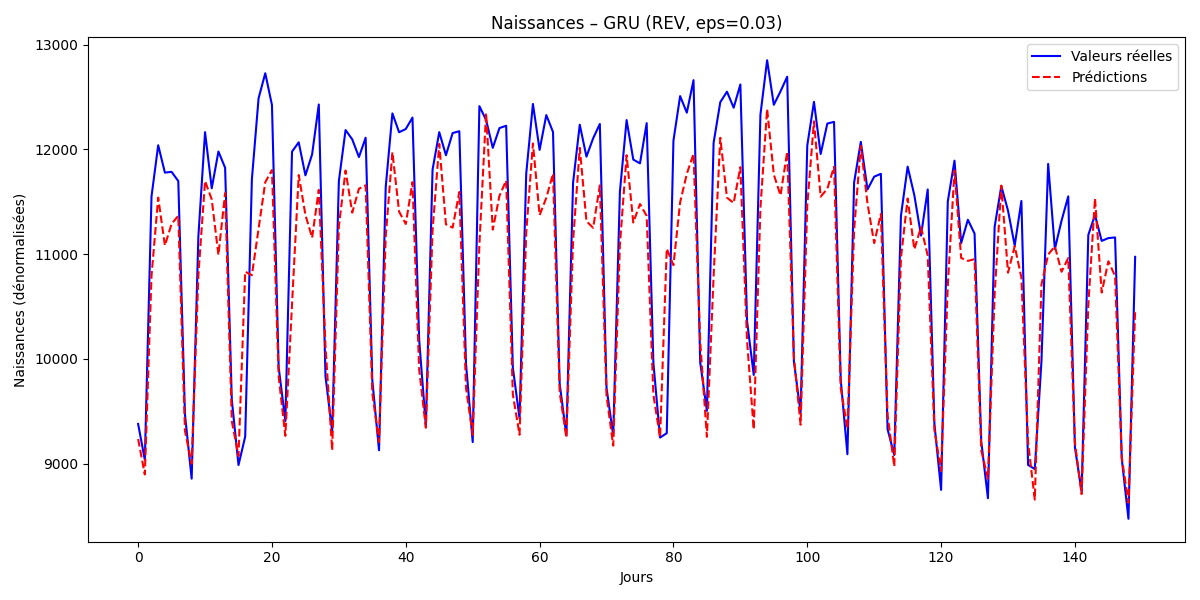 Naissances – GRU (REV, eps=0.03)
Valeurs réelles
Prédictions
Naissances (dénormalisées)
13000
12000
11000
10000
9000
0 20 40 60 80 100 120 140
Jours